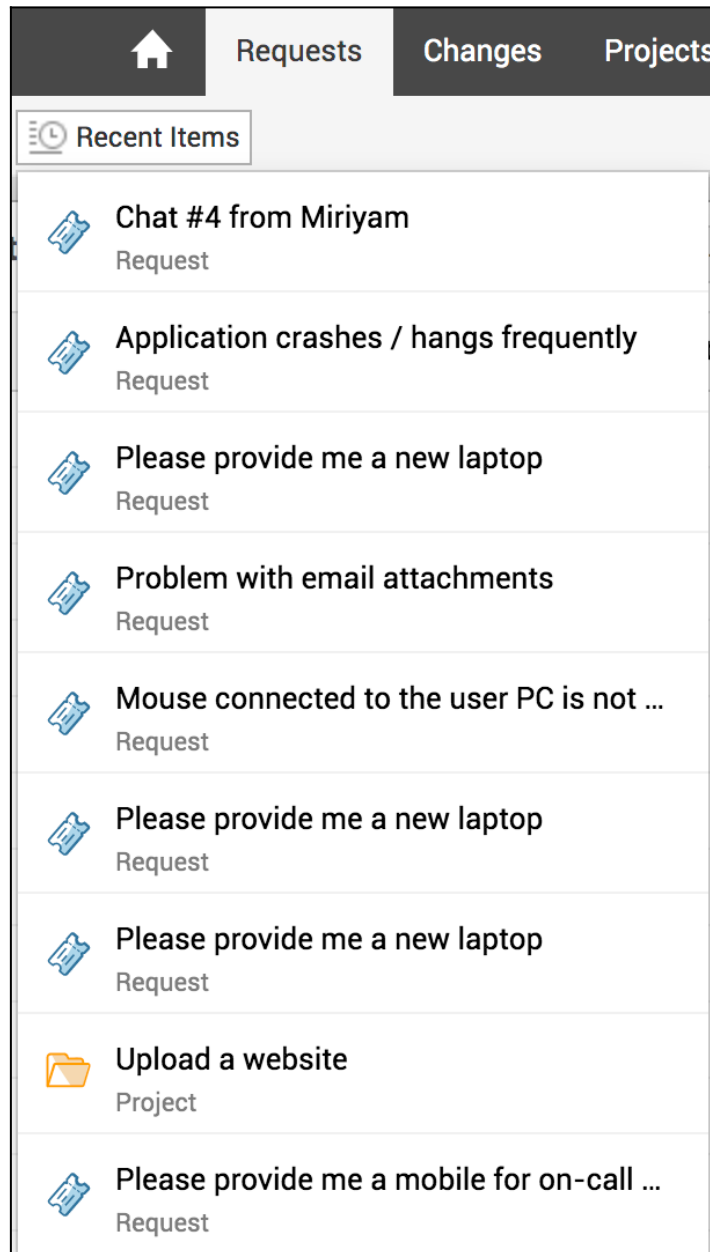 Requests Changes Projects
Recent Items
Chat #4 from Miriyam
Request
Application crashes / hangs frequently
Request
Please provide me a new laptop
Request
Problem with email attachments
Request
Mouse connected to the user PC is not ...
Request
Please provide me a new laptop
Request
Please provide me a new laptop
Request
Upload a website
Project
Please provide me a mobile for on-call ...
Request